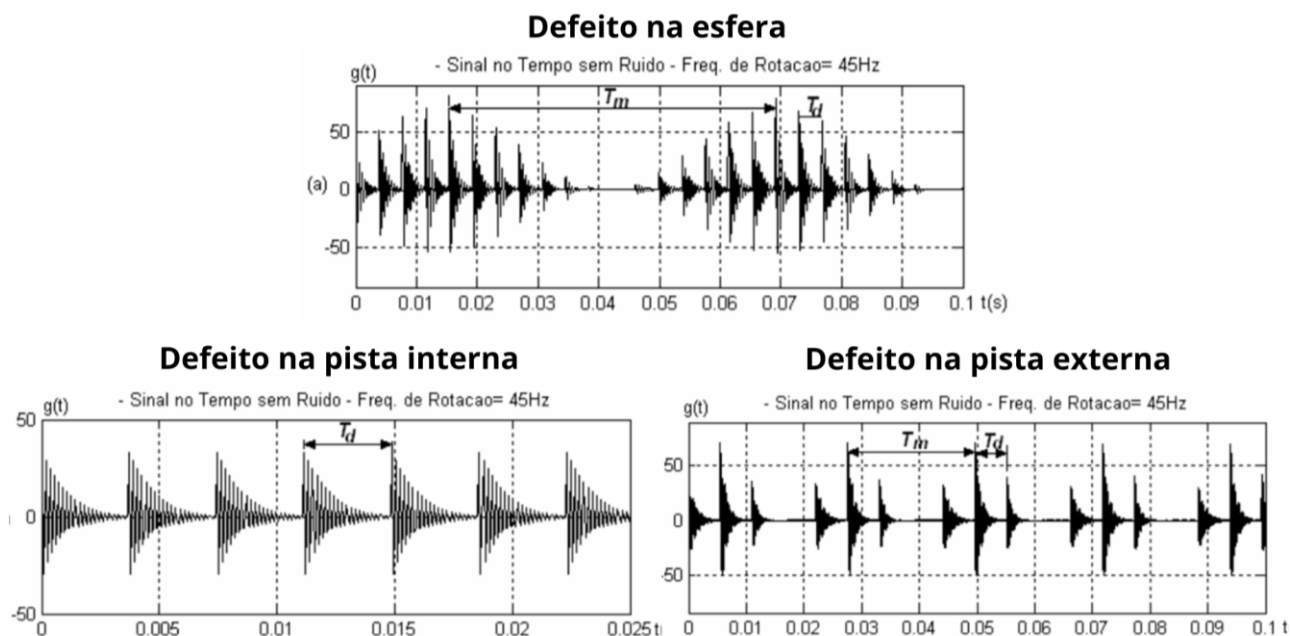 Defeito na esfera
- Sinal no Tempo sem Ruido - Freq. de Rotacao= 45Hz
g(t)
Tm
Td
50
(a) 0
-50
0 0.01 0.02 0.03 0.04 0.05 0.06 0.07 0.08 0.09 0.1 t(s)
Defeito na pista interna
- Sinal no Tempo sem Ruido - Freq. de Rotacao= 45Hz
g(t)
50
Td
0
-50
0 0.005 0.01 0.015 0.02 0.025 t
Defeito na pista externa
- Sinal no Tempo sem Ruido - Freq. de Rotacao= 45Hz
g(t)
Tm Td
50
0
-50
0 0.01 0.02 0.03 0.04 0.05 0.06 0.07 0.08 0.09 0.1 t